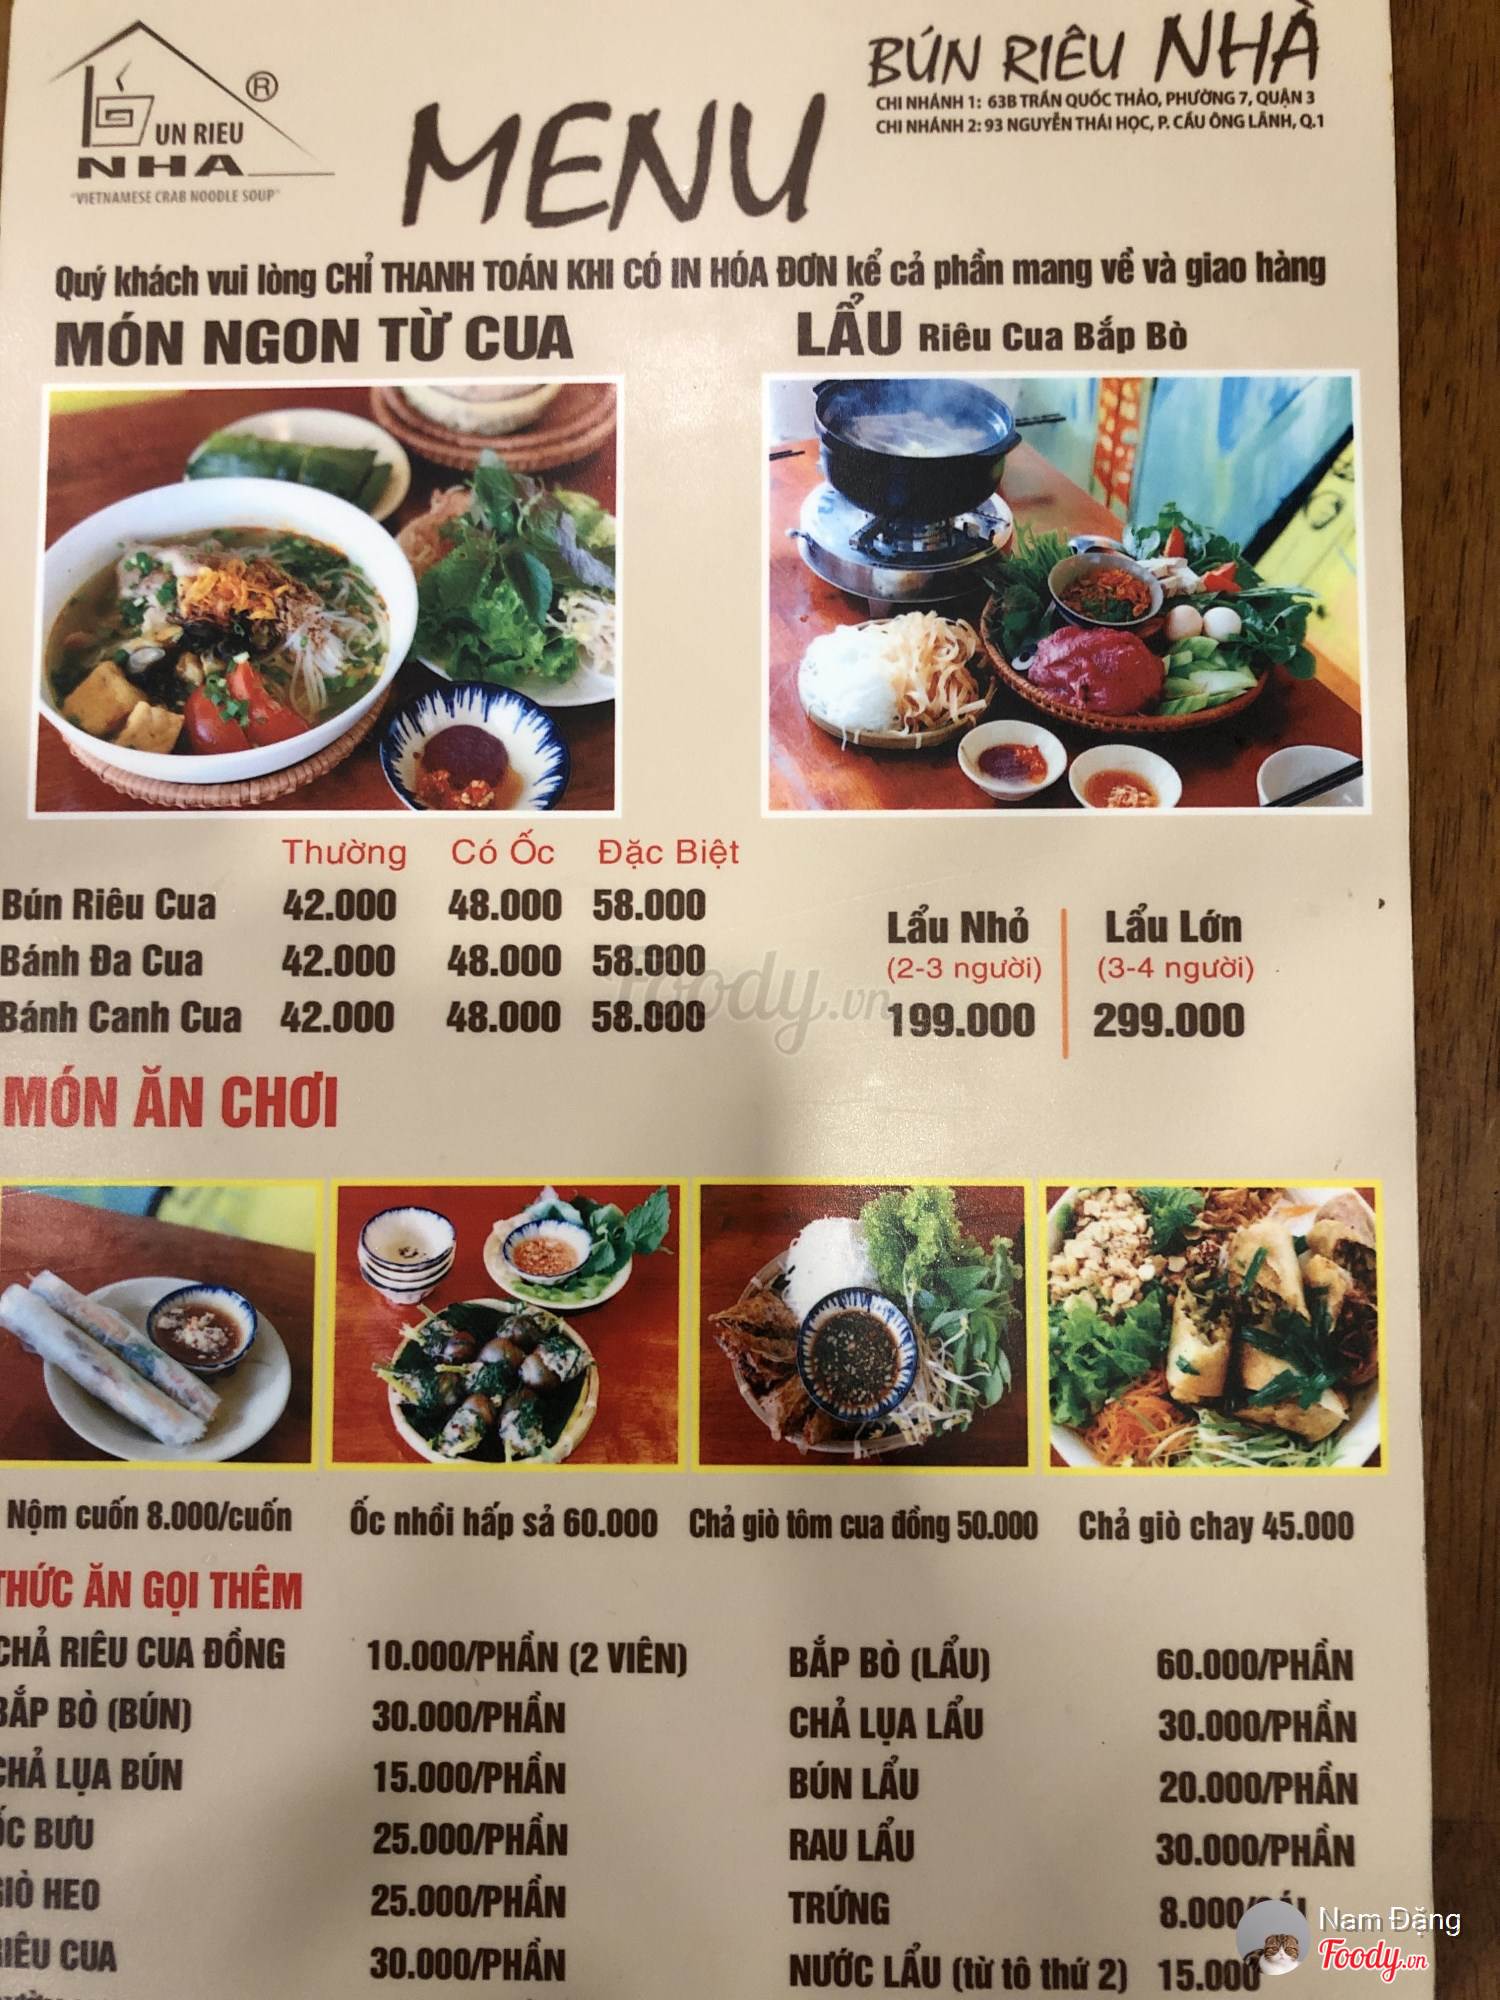 UN RIEU
NHA
®
"VIETNAMESE CRAB NOODLE SOUP"
MENU
BÚN RIÊU NHÀ
CHI NHÁNH 1: 63B TRẦN QUỐC THẢO, PHƯỜNG 7, QUẬN 3
CHI NHÁNH 2: 93 NGUYỄN THÁI HỌC, P. CẦU ÔNG LÃNH, Q.1
Quý khách vui lòng CHỈ THANH TOÁN KHI CÓ IN HÓA ĐƠN kể cả phần mang về và giao hàng
MÓN NGON TỪ CUA
LẨU Riêu Cua Bắp Bò
Thường Có Ốc Đặc Biệt
Bún Riêu Cua 42.000 48.000 58.000
Bánh Đa Cua 42.000 48.000 58.000
Bánh Canh Cua 42.000 48.000 58.000
Lẩu Nhỏ Lẩu Lớn
(2-3 người) (3-4 người)
199.000 299.000
Foody.vn
MÓN ĂN CHƠI
Nộm cuốn 8.000/cuốn
Ốc nhồi hấp sả 60.000
Chả giò tôm cua đồng 50.000
Chả giò chay 45.000
THỨC ĂN GỌI THÊM
CHẢ RIÊU CUA ĐỒNG 10.000/PHẦN (2 VIÊN)
BẮP BÒ (BÚN) 30.000/PHẦN
CHẢ LỤA BÚN 15.000/PHẦN
ỐC BƯU 25.000/PHẦN
GIÒ HEO 25.000/PHẦN
RIÊU CUA 30.000/PHẦN
BẮP BÒ (LẨU) 60.000/PHẦN
CHẢ LỤA LẨU 30.000/PHẦN
BÚN LẨU 20.000/PHẦN
RAU LẨU 30.000/PHẦN
TRỨNG 8.000
NƯỚC LẨU (từ tô thứ 2) 15.000
Nam Đặng
Foody.vn